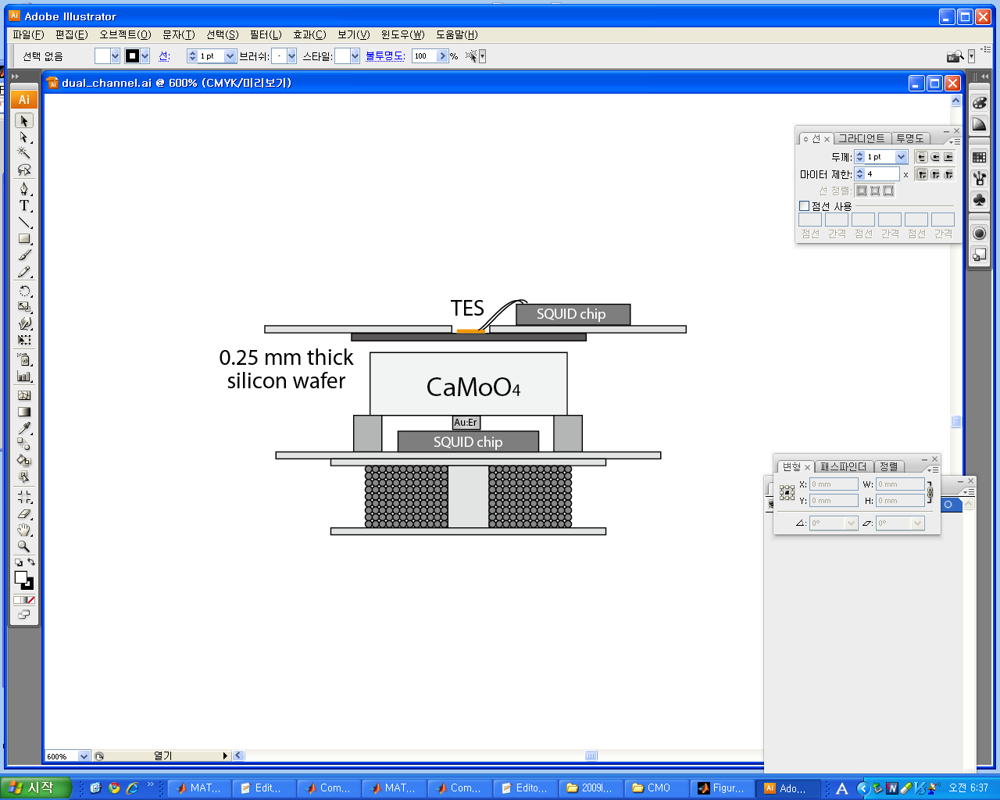 Adobe Illustrator
파일(F) 편집(E) 오브젝트(O) 문자(T) 선택(S) 필터(L) 효과(C) 보기(V) 윈도우(W) 도움말(H)
선택 없음 선: 1 pt 브러쉬: 스타일: 불투명도: 100 %
dual_channel.ai @ 600% (CMYK/미리보기)
Ai
선 그라디언트 투명도
두께: 1 pt
마이터 제한: 4 x
선 정렬:
점선 사용
점선 간격 점선 간격 점선 간격
TES
SQUID chip
0.25 mm thick
silicon wafer
CaMoO4
Au:Er
SQUID chip
변형 패스파인더 정렬
X: 0 mm W: 0 mm
Y: 0 mm H: 0 mm
0° 0°
600% 열기
시작 MAT... Edit... Com... MAT... Com... Edito... 2009I... CMO Figur... Ado... A 오전 6:37